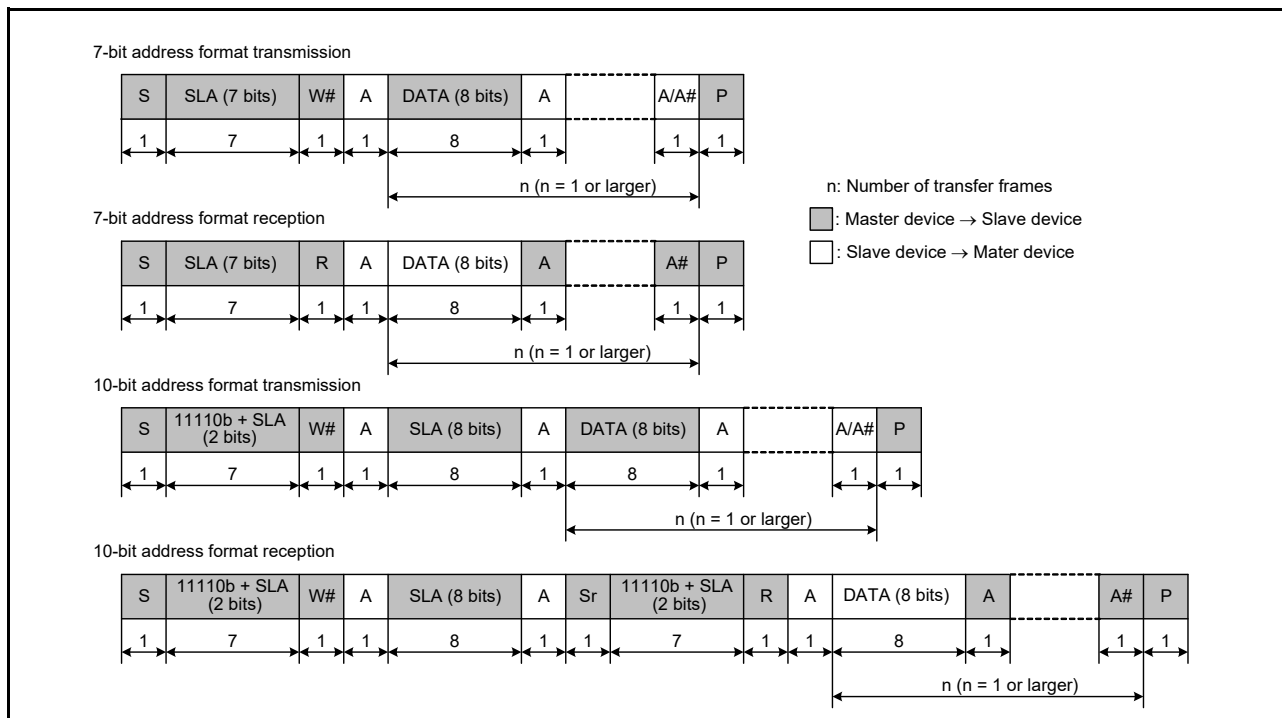 7-bit address format transmission
S SLA (7 bits) W# A DATA (8 bits) A A/A# P
1 7 1 1 8 1 1 1
n (n = 1 or larger)
n: Number of transfer frames
: Master device → Slave device
: Slave device → Mater device
7-bit address format reception
S SLA (7 bits) R A DATA (8 bits) A A# P
1 7 1 1 8 1 1 1
n (n = 1 or larger)
10-bit address format transmission
S 11110b + SLA (2 bits) W# A SLA (8 bits) A DATA (8 bits) A A/A# P
1 7 1 1 8 1 8 1 1 1
n (n = 1 or larger)
10-bit address format reception
S 11110b + SLA (2 bits) W# A SLA (8 bits) A Sr 11110b + SLA (2 bits) R A DATA (8 bits) A A# P
1 7 1 1 8 1 1 7 1 1 8 1 1 1
n (n = 1 or larger)